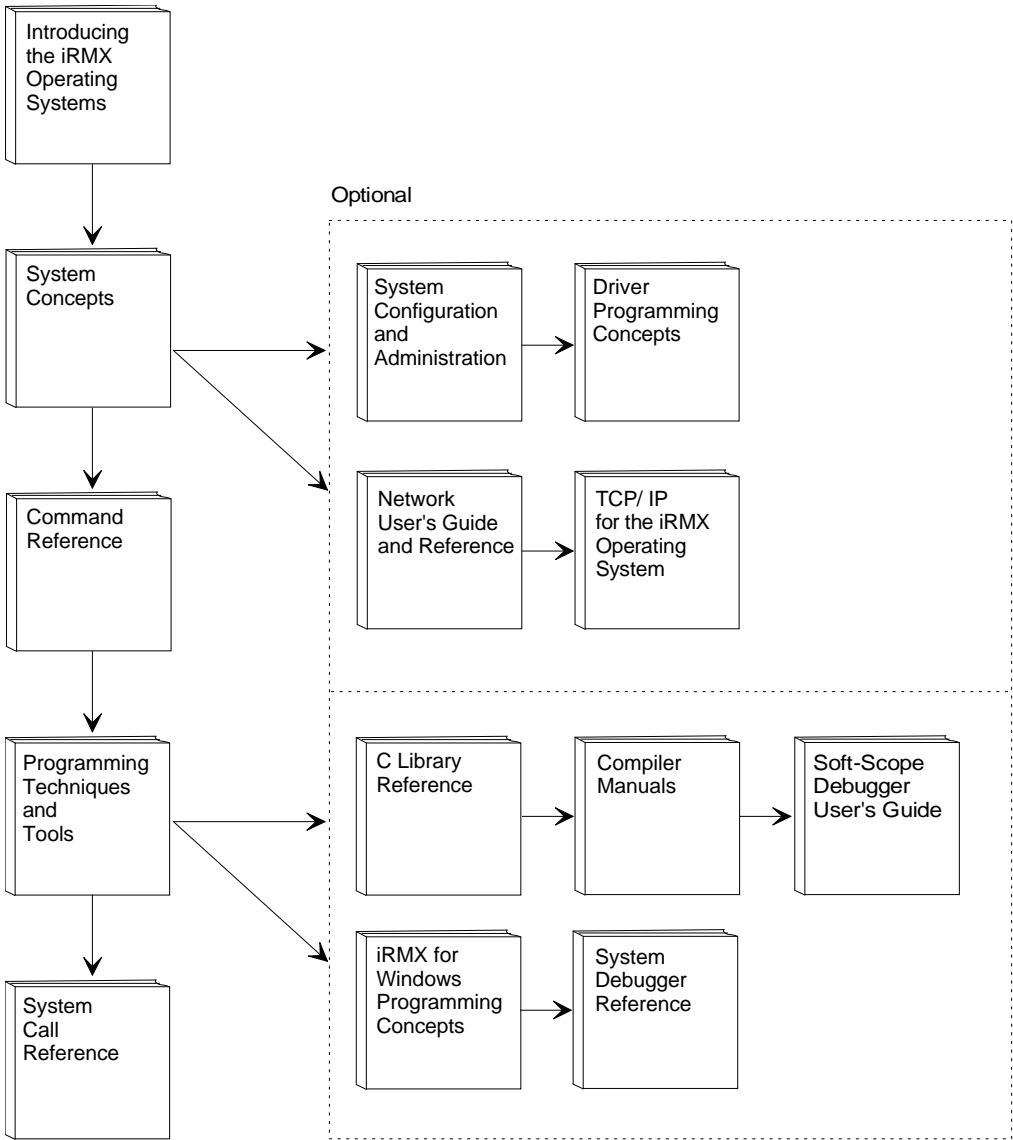 Introducing
the iRMX
Operating
Systems
Optional
System
Concepts
System
Configuration
and
Administration
Driver
Programming
Concepts
Command
Reference
Network
User's Guide
and Reference
TCP/ IP
for the iRMX
Operating
System
Programming
Techniques
and
Tools
C Library
Reference
Compiler
Manuals
Soft-Scope
Debugger
User's Guide
iRMX for
Windows
Programming
Concepts
System
Debugger
Reference
System
Call
Reference